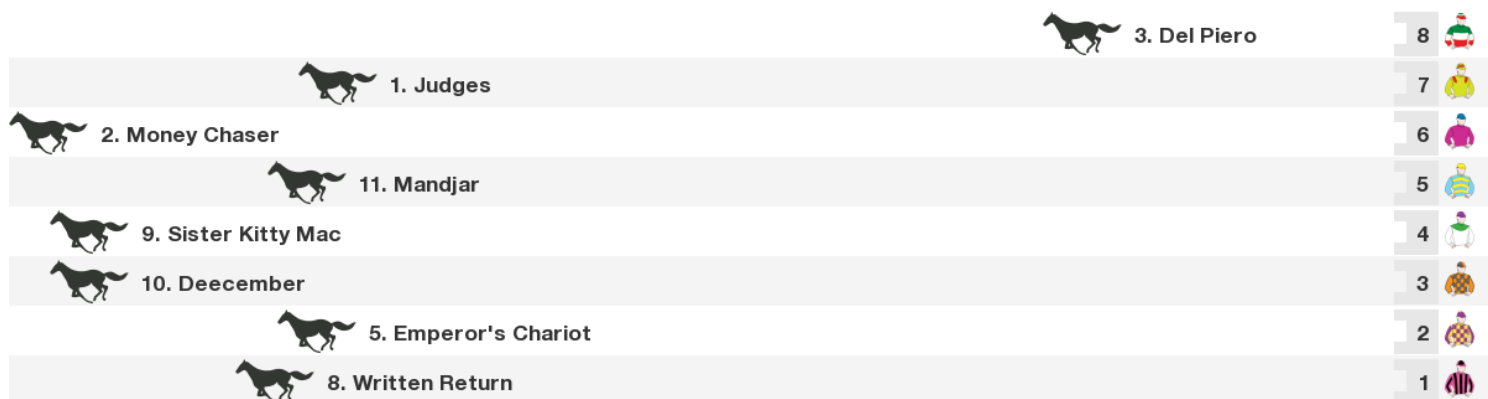 3. Del Piero 8
1. Judges 7
2. Money Chaser 6
11. Mandjar 5
9. Sister Kitty Mac 4
10. Deecember 3
5. Emperor's Chariot 2
8. Written Return 1